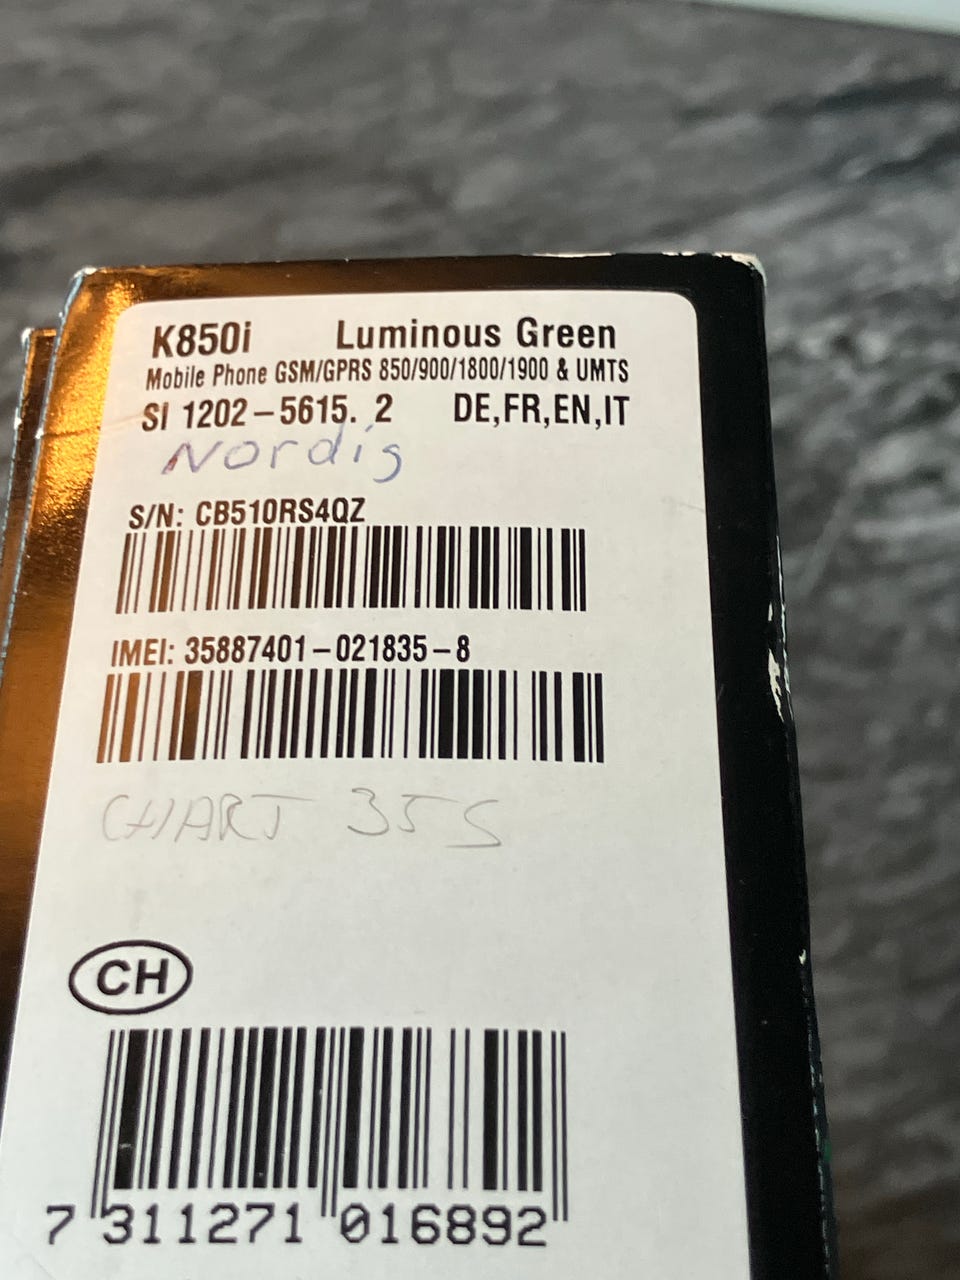 K850i Luminous Green
Mobile Phone GSM/GPRS 850/900/1800/1900 & UMTS
SI 1202-5615. 2 DE,FR,EN,IT
Nordis
S/N: CB510RS4QZ
IMEI: 35887401-021835-8
CHART 35S
CH
7 311271 016892